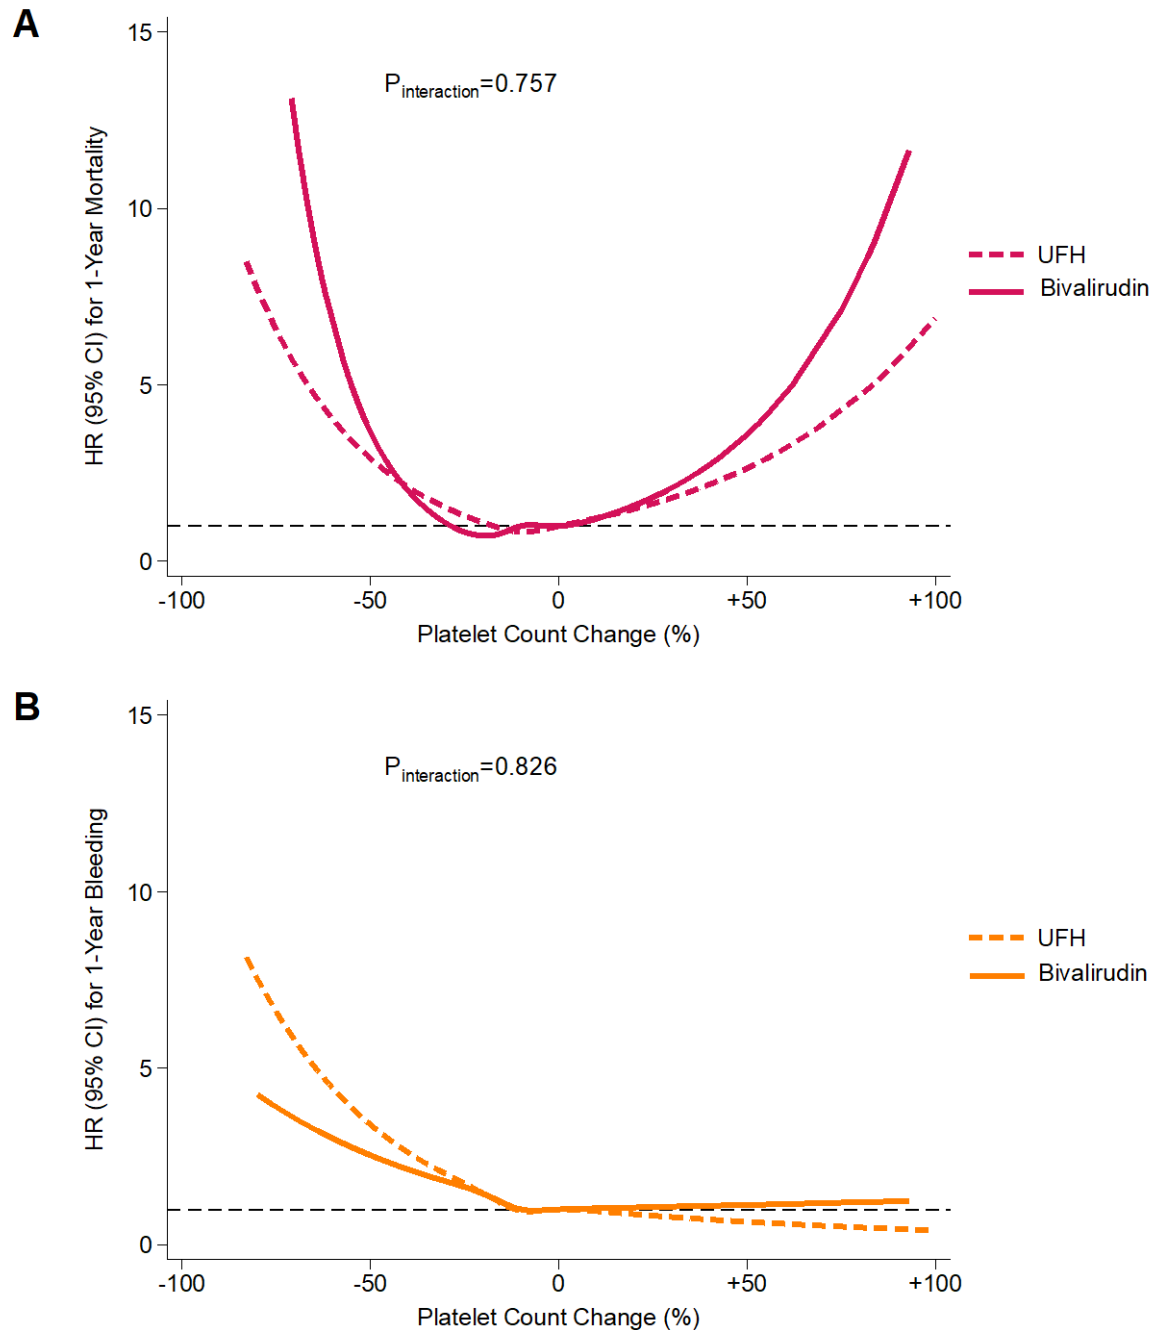 A
15
10
5
0
HR (95% CI) for 1-Year Mortality
Pinteraction=0.757
UFH
Bivalirudin
-100 -50 0 +50 +100
Platelet Count Change (%)
B
15
10
5
0
HR (95% CI) for 1-Year Bleeding
Pinteraction=0.826
UFH
Bivalirudin
-100 -50 0 +50 +100
Platelet Count Change (%)